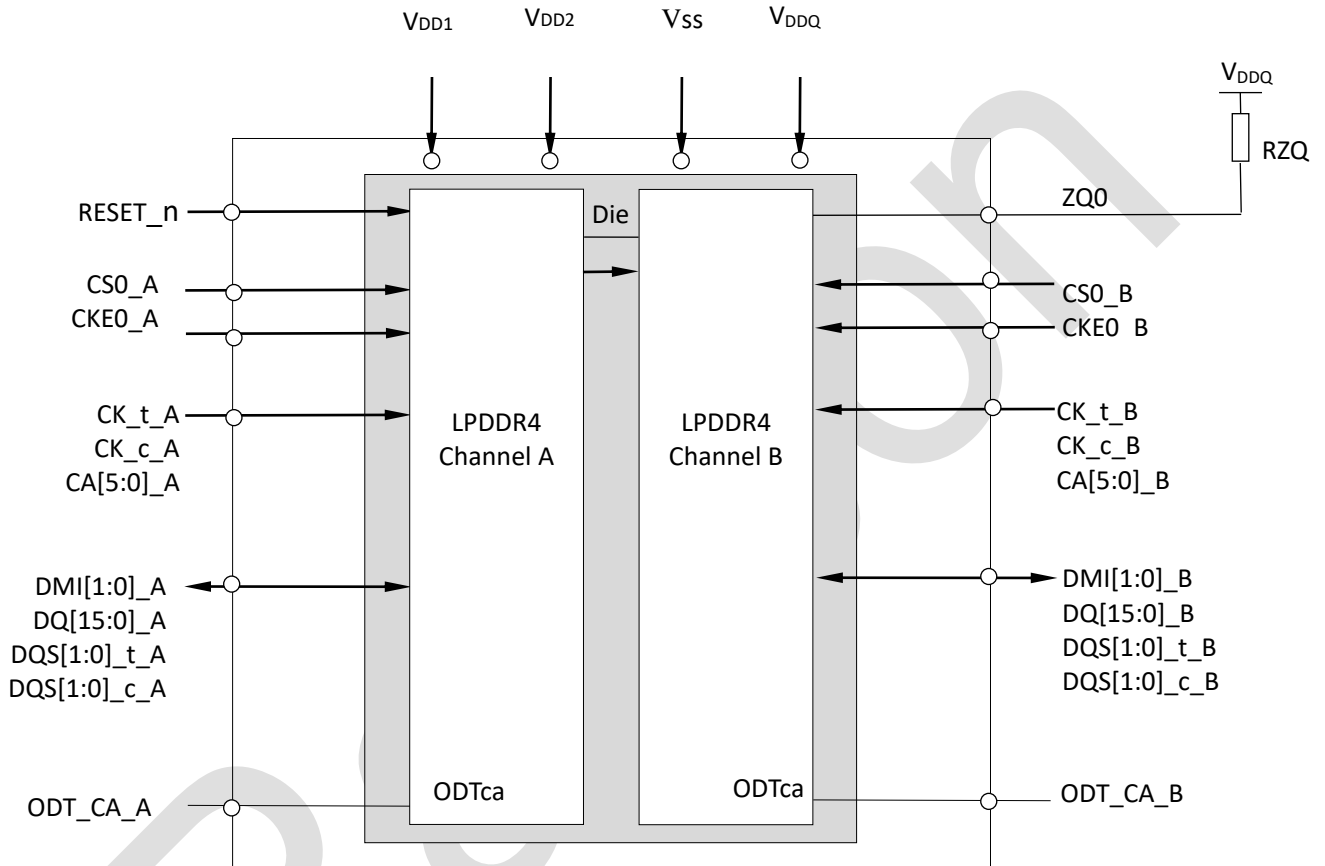 VDD1 VDD2 VSS VDDQ
VDDQ
RZQ
RESET_n
Die
ZQ0
CS0_A
CKE0_A
CS0_B
CKE0 B
CK_t_A
CK_c_A
CA[5:0]_A
LPDDR4
Channel A
LPDDR4
Channel B
CK_t_B
CK_c_B
CA[5:0]_B
DMI[1:0]_A
DQ[15:0]_A
DQS[1:0]_t_A
DQS[1:0]_c_A
DMI[1:0]_B
DQ[15:0]_B
DQS[1:0]_t_B
DQS[1:0]_c_B
ODT_CA_A
ODTca
ODTca
ODT_CA_B